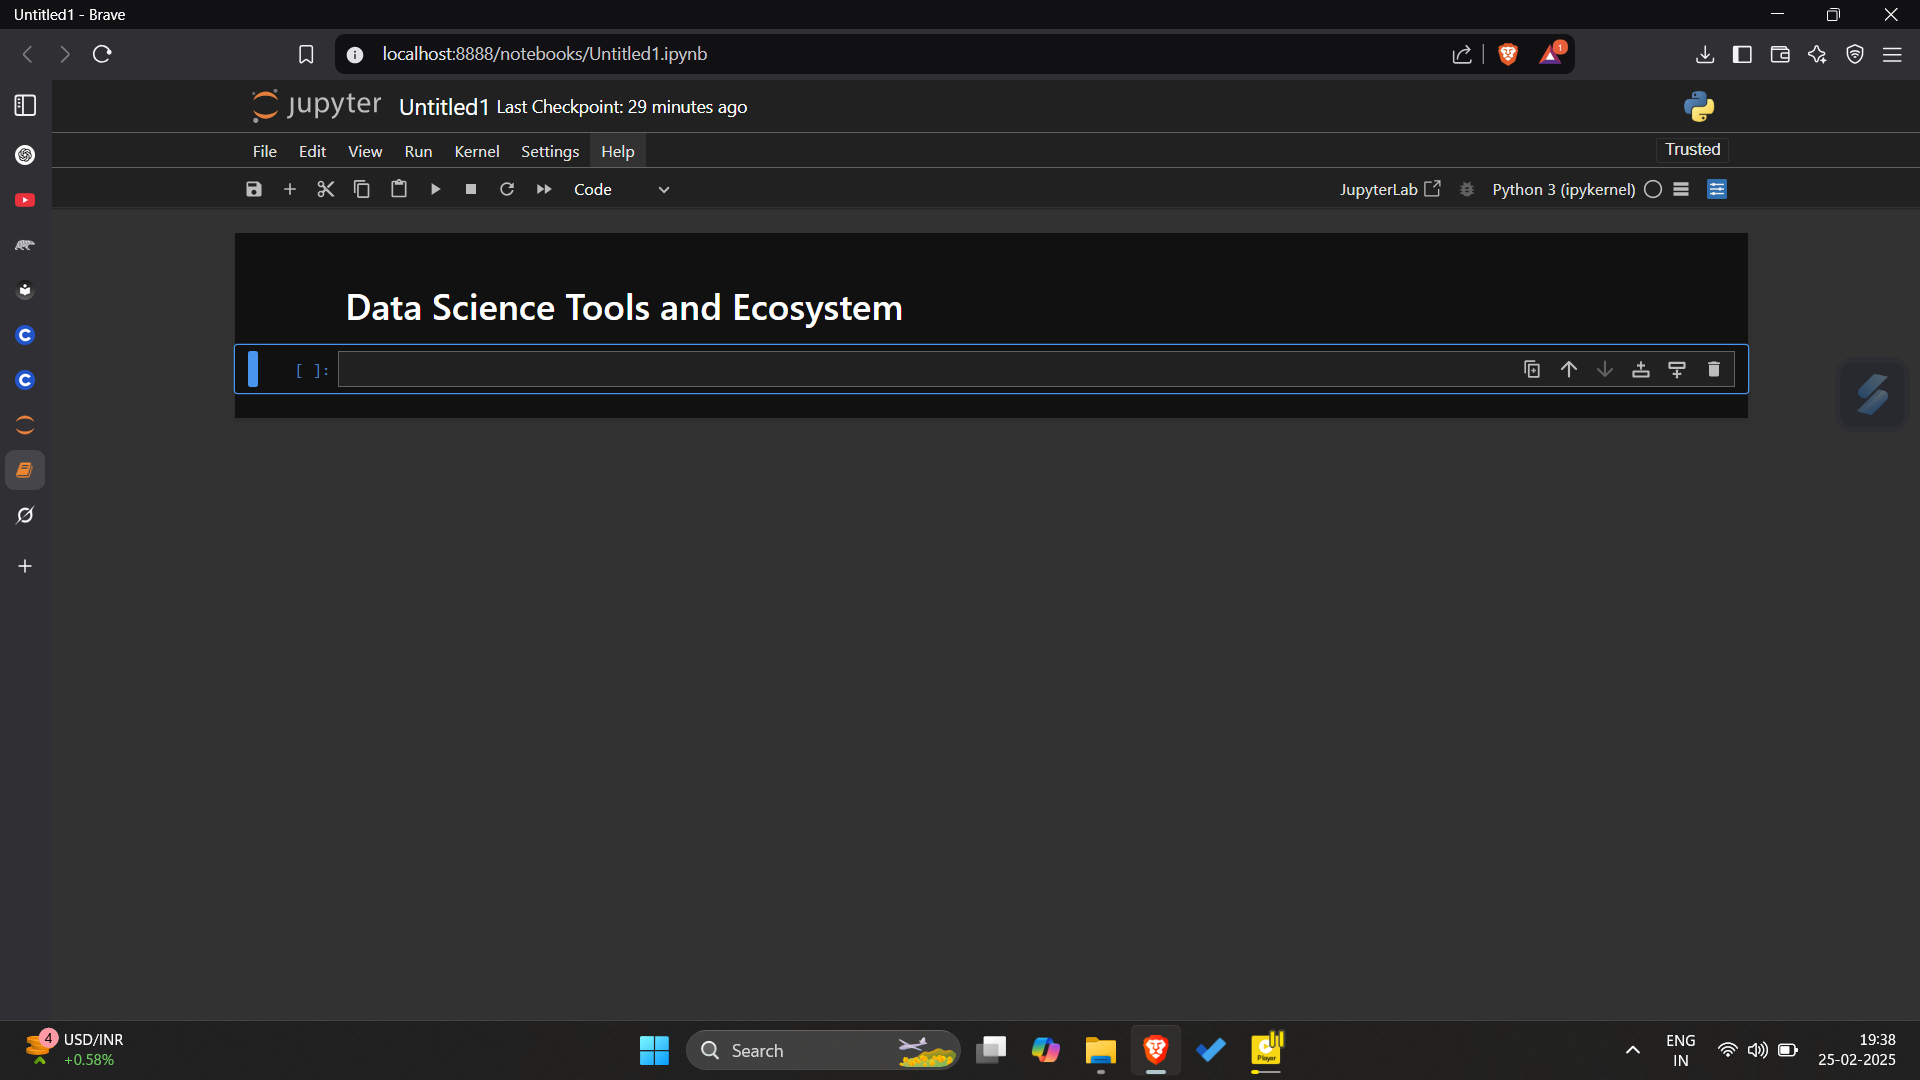 Untitled1 - Brave
localhost:8888/notebooks/Untitled1.ipynb
1
jupyter Untitled1 Last Checkpoint: 29 minutes ago
File Edit View Run Kernel Settings Help
Trusted
Code
JupyterLab
Python 3 (ipykernel)
Data Science Tools and Ecosystem
[ ]:
4
USD/INR
+0.58%
Search
Player
ENG
IN
19:38
25-02-2025